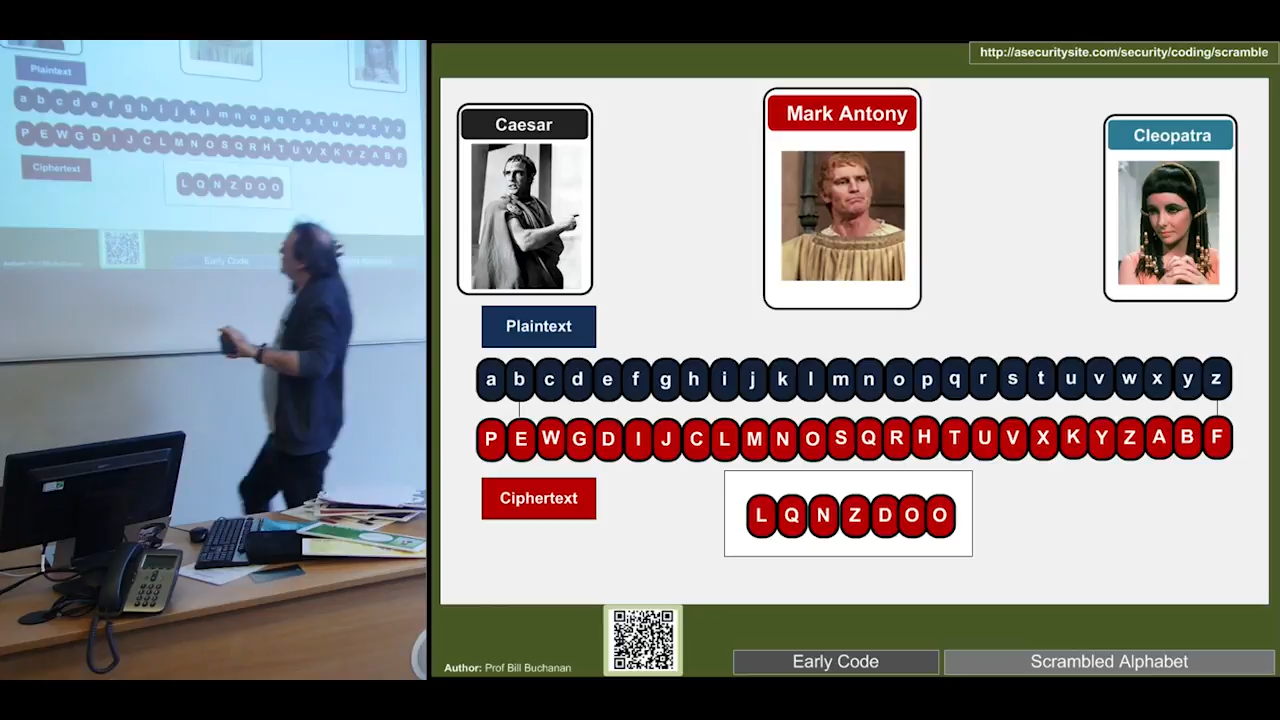 Plaintext
a b c d e f g h i j k l m n o p q r s t u v w x y z
P E W G D I J C L M N O S Q R H T U V X K Y Z A B F
Ciphertext
L Q N Z D O O
Early Code
http://asecuritysite.com/security/coding/scramble
Caesar
Mark Antony
Cleopatra
Plaintext
a b c d e f g h i j k l m n o p q r s t u v w x y z
P E W G D I J C L M N O S Q R H T U V X K Y Z A B F
Ciphertext
L Q N Z D O O
Author: Prof Bill Buchanan
Early Code
Scrambled Alphabet